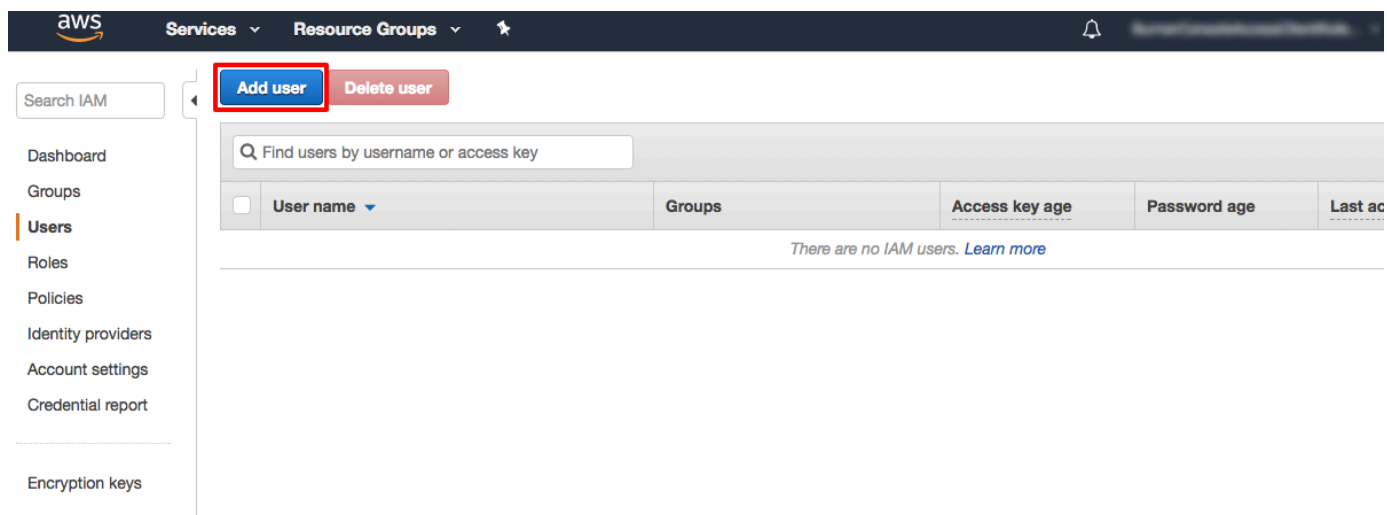 aws
Services
Resource Groups
Search IAM
Dashboard
Groups
Users
Roles
Policies
Identity providers
Account settings
Credential report
Encryption keys
Add user
Delete user
Find users by username or access key
User name
Groups
Access key age
Password age
Last ac
There are no IAM users. Learn more